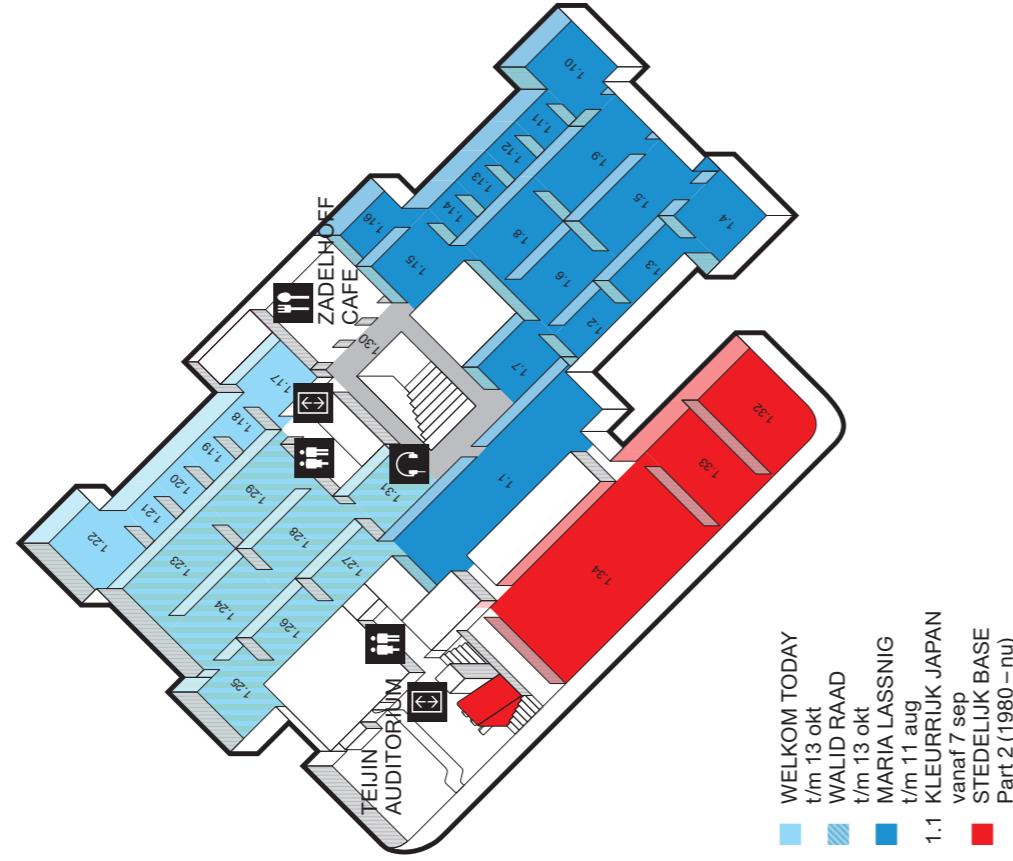 1.10
1.11
1.12
1.13
1.14
1.9
1.5
1.4
1.16
1.15
1.8
1.6
1.3
1.2
1.7
ZADELHOFF
CAFE
1.30
1.17
1.18
1.19
1.20
1.21
1.22
1.29
1.28
1.31
1.27
1.23
1.24
1.26
1.25
1.1
1.32
1.33
1.34
TEIJIN
AUDITORIUM
WELKOM TODAY
t/m 13 okt
WALID RAAD
t/m 13 okt
MARIA LASSNIG
t/m 11 aug
1.1 KLEURRIJK JAPAN
vanaf 7 sep
STEDELIJK BASE
Part 2 (1980 – nu)